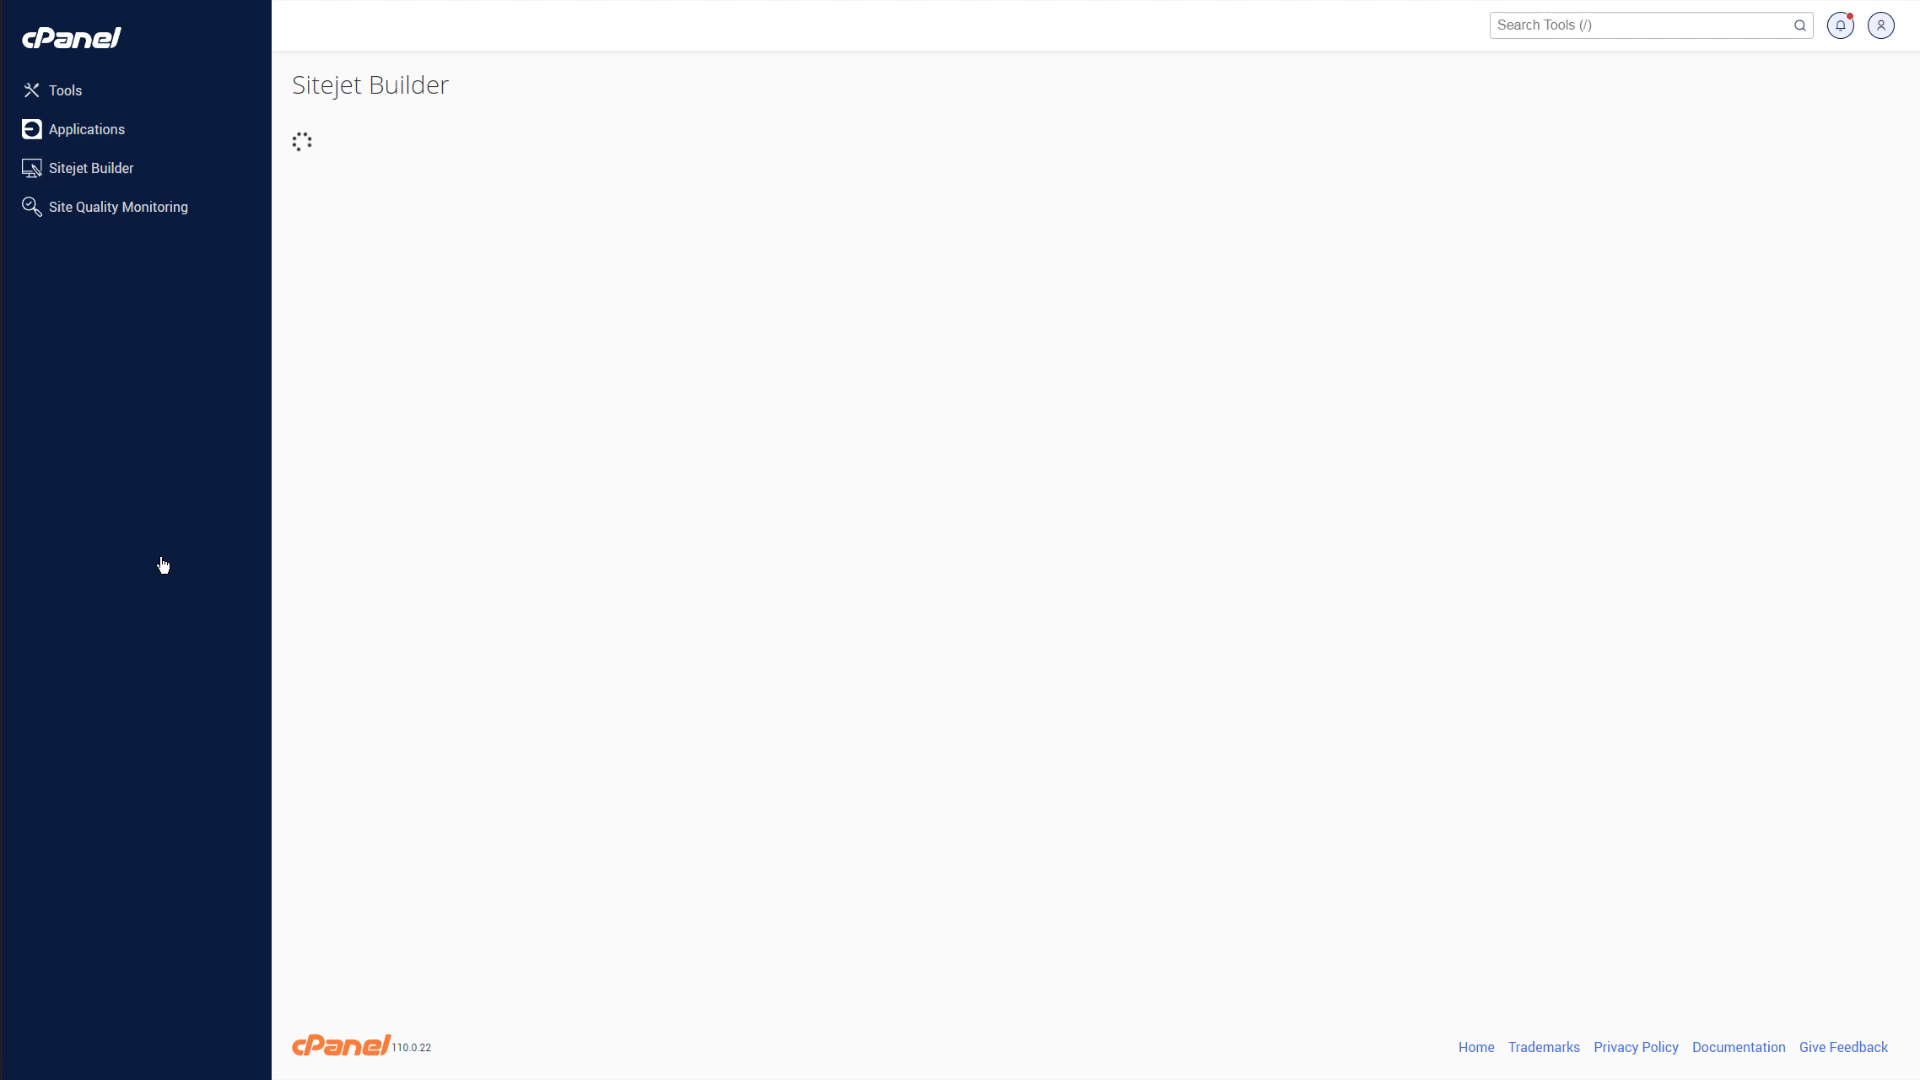 cPanel
Search Tools (/)
Tools
Applications
Sitejet Builder
Site Quality Monitoring
Sitejet Builder
cPanel 110.0.22
Home Trademarks Privacy Policy Documentation Give Feedback